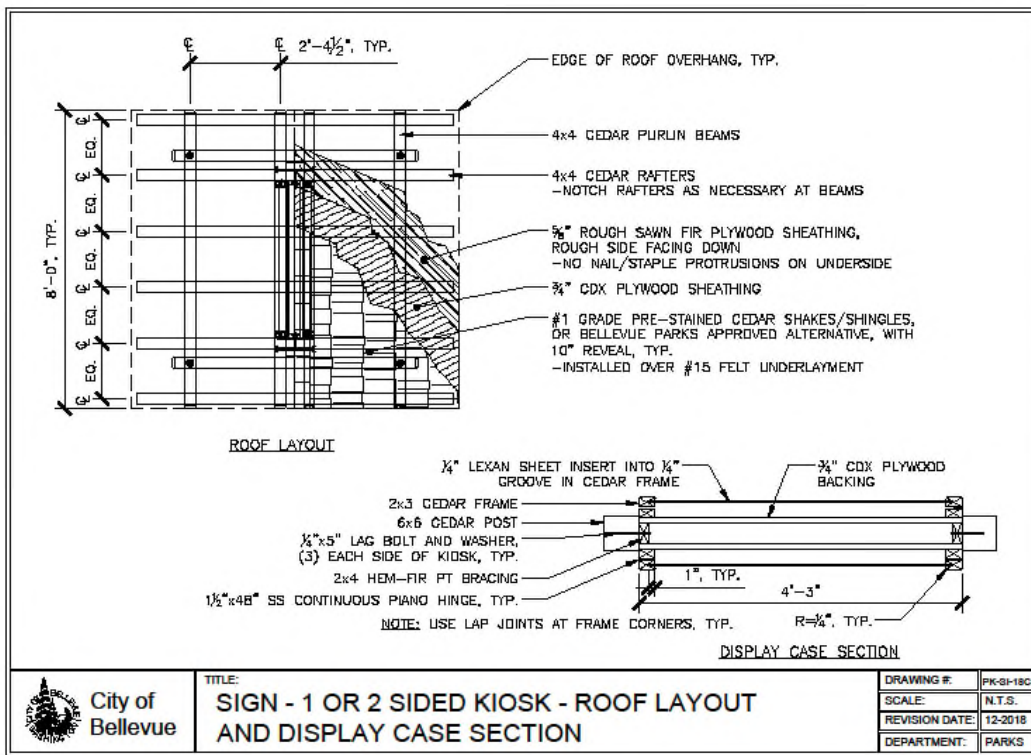 ℄ ℄ 2'-4½", TYP.
EDGE OF ROOF OVERHANG, TYP.
4x4 CEDAR PURLIN BEAMS
4x4 CEDAR RAFTERS
-NOTCH RAFTERS AS NECESSARY AT BEAMS
⅝" ROUGH SAWN FIR PLYWOOD SHEATHING,
ROUGH SIDE FACING DOWN
-NO NAIL/STAPLE PROTRUSIONS ON UNDERSIDE
¾" CDX PLYWOOD SHEATHING
#1 GRADE PRE-STAINED CEDAR SHAKES/SHINGLES,
OR BELLEVUE PARKS APPROVED ALTERNATIVE, WITH
10" REVEAL, TYP.
-INSTALLED OVER #15 FELT UNDERLAYMENT
8'-0", TYP.
℄
EQ.
℄
EQ.
℄
EQ.
℄
EQ.
℄
EQ.
℄
ROOF LAYOUT
¼" LEXAN SHEET INSERT INTO ¼"
GROOVE IN CEDAR FRAME
¾" CDX PLYWOOD
BACKING
2x3 CEDAR FRAME
6x6 CEDAR POST
¼"x5" LAG BOLT AND WASHER,
(3) EACH SIDE OF KIOSK, TYP.
2x4 HEM-FIR PT BRACING
1½"x48" SS CONTINUOUS PIANO HINGE, TYP.
1", TYP.
4'-3"
R=¼", TYP.
NOTE: USE LAP JOINTS AT FRAME CORNERS, TYP.
DISPLAY CASE SECTION
City of
Bellevue
TITLE:
SIGN - 1 OR 2 SIDED KIOSK - ROOF LAYOUT
AND DISPLAY CASE SECTION
DRAWING #: PK-SI-18C
SCALE: N.T.S.
REVISION DATE: 12-2018
DEPARTMENT: PARKS